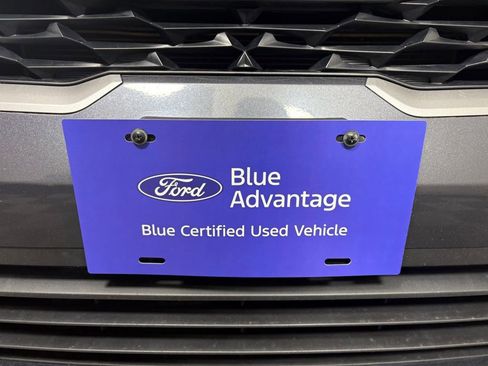 Ford
Blue
Advantage
Blue Certified Used Vehicle